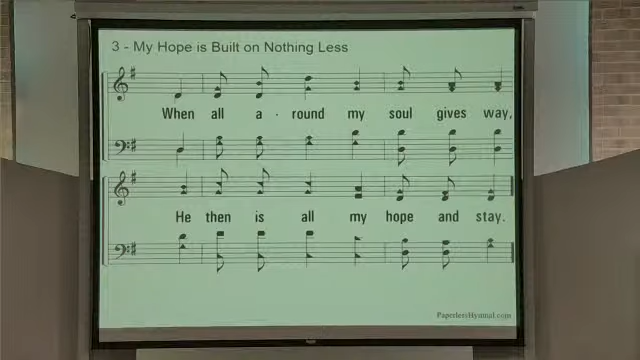 3 - My Hope is Built on Nothing Less
When all a - round my soul gives way,
He then is all my hope and stay.
PaperlessHymnal.com